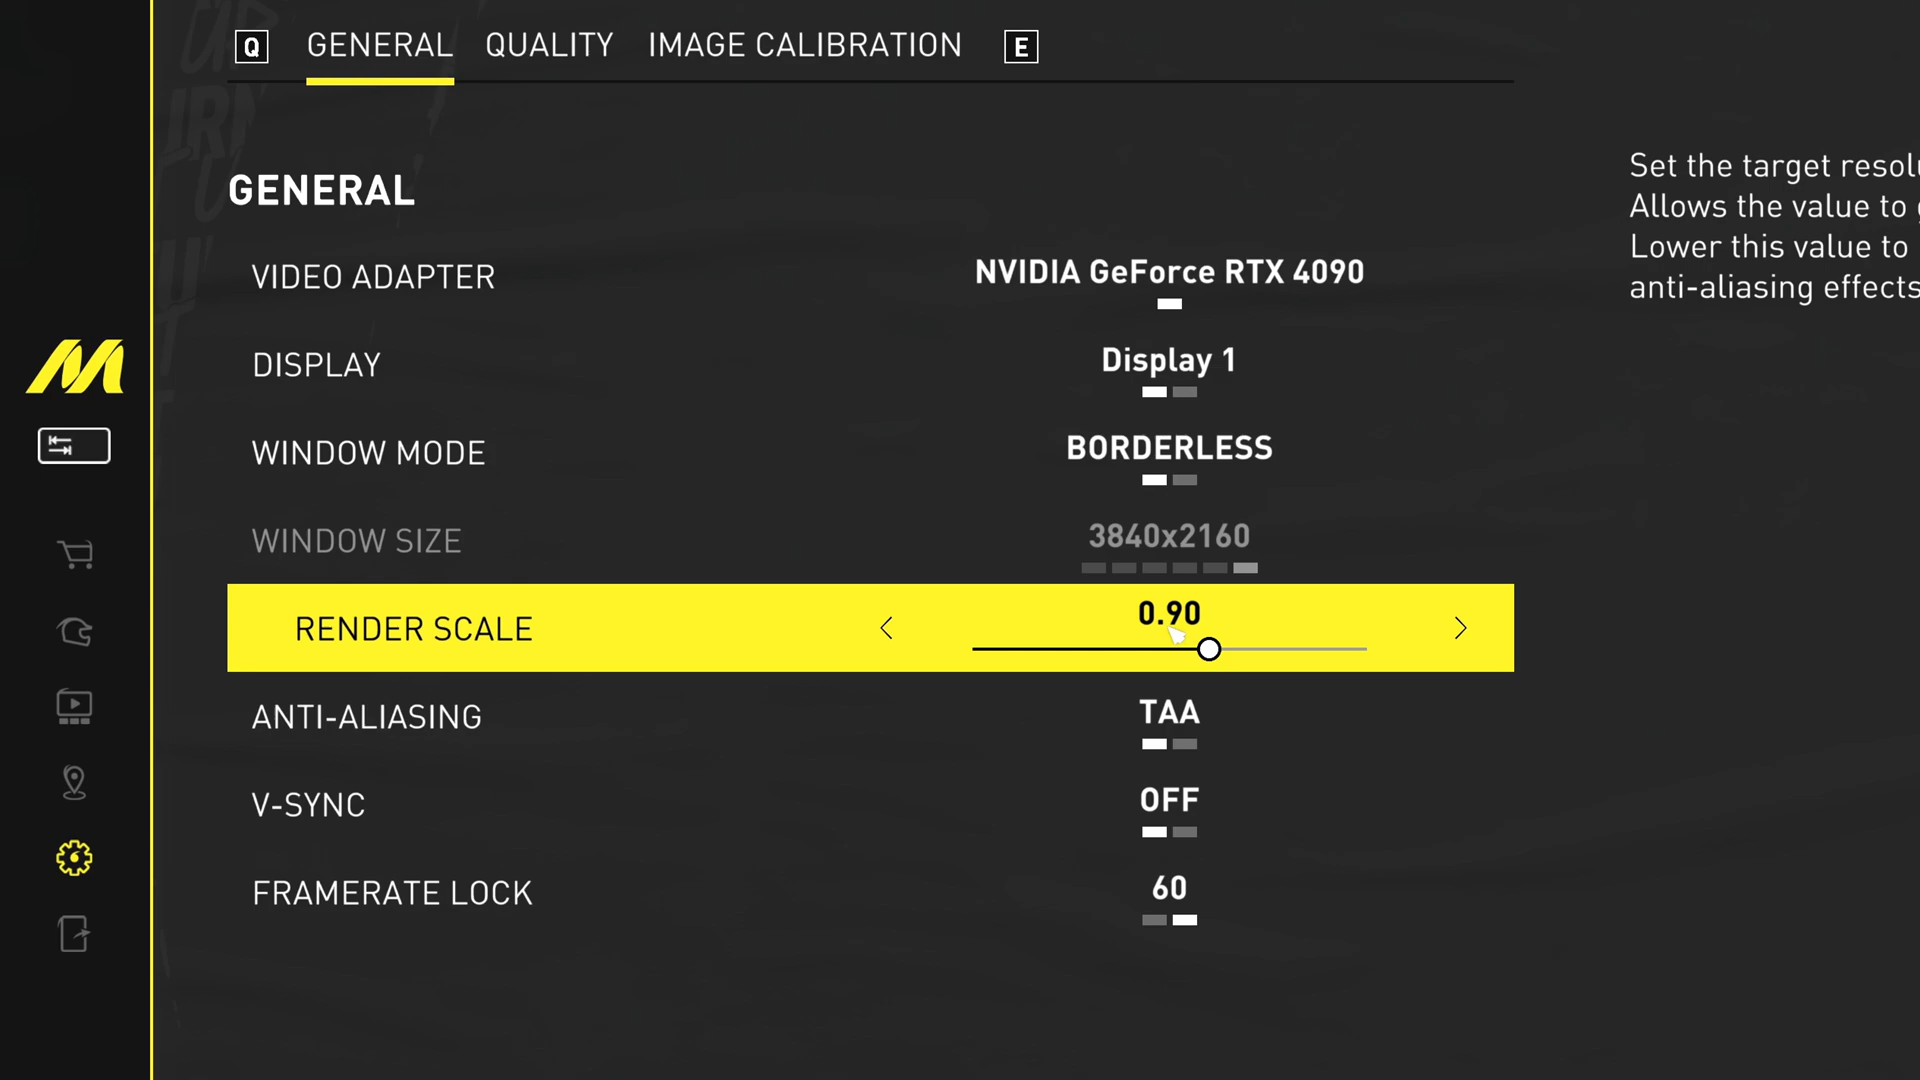 Q GENERAL QUALITY IMAGE CALIBRATION E
GENERAL
VIDEO ADAPTER NVIDIA GeForce RTX 4090
DISPLAY Display 1
WINDOW MODE BORDERLESS
WINDOW SIZE 3840x2160
RENDER SCALE 0.90
ANTI-ALIASING TAA
V-SYNC OFF
FRAMERATE LOCK 60
Set the target
Allows the value to
Lower this value to
anti-aliasing effects